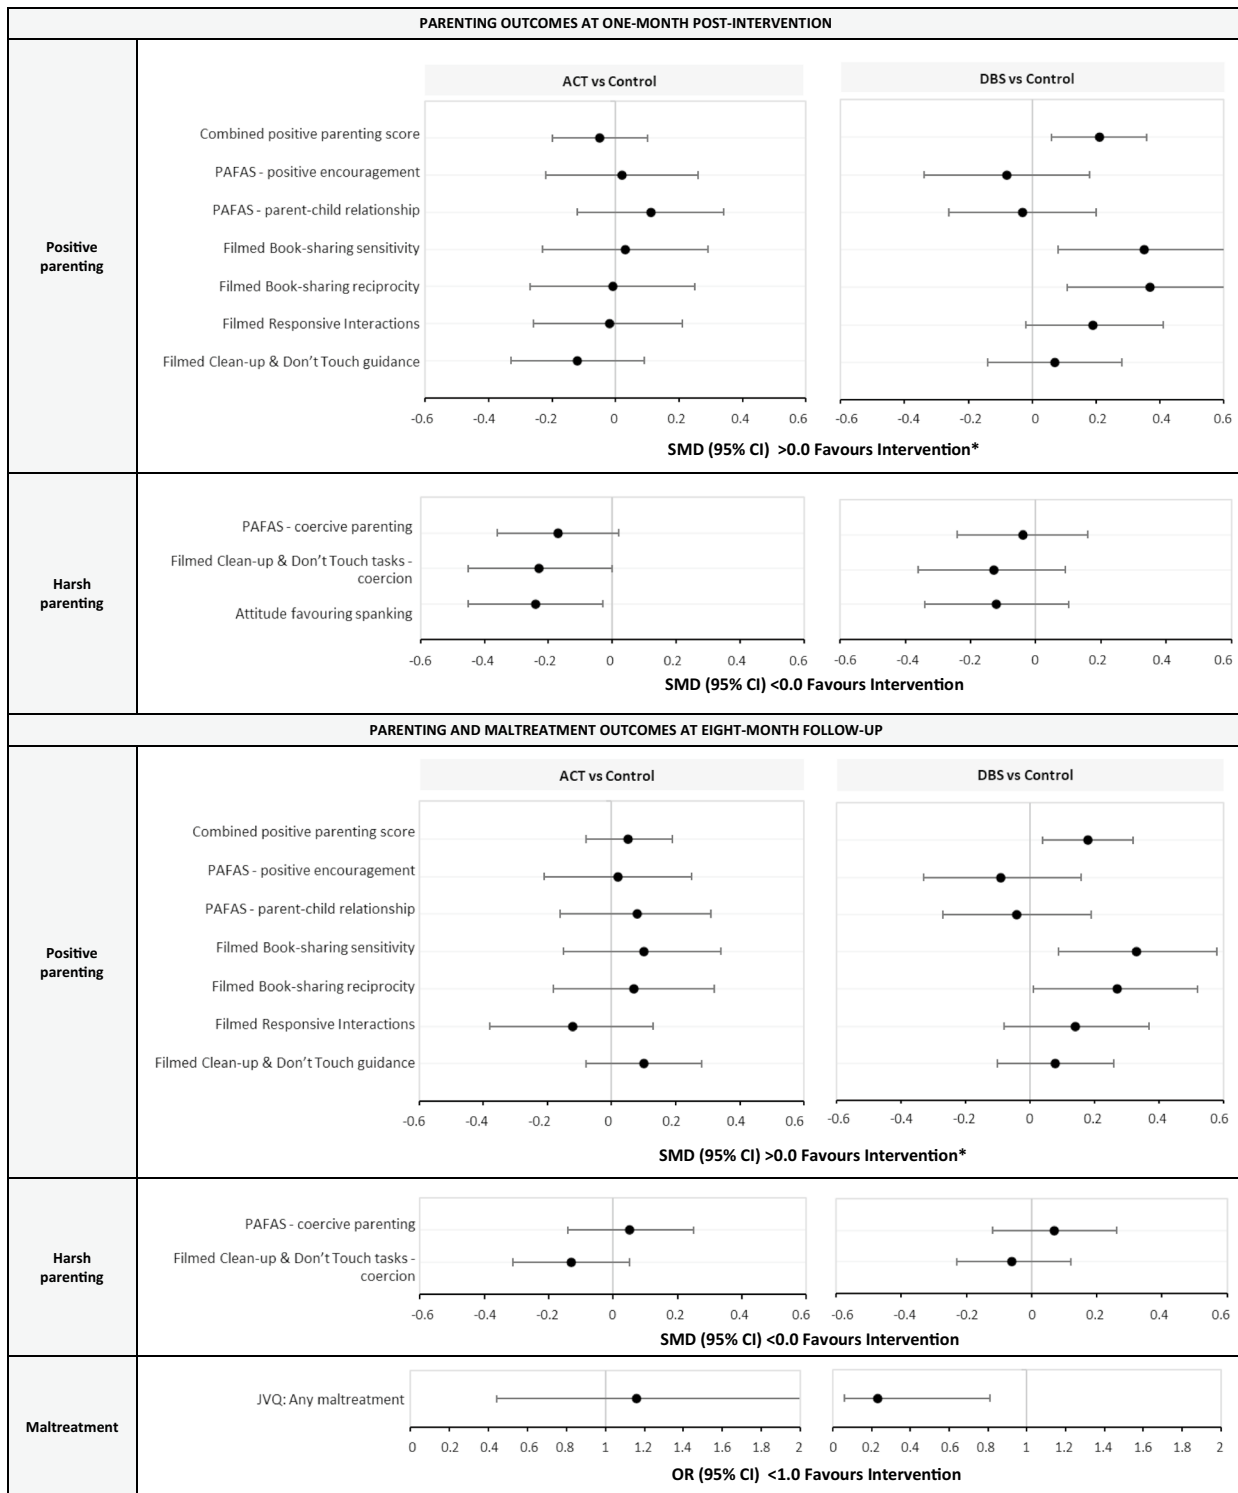 PARENTING OUTCOMES AT ONE-MONTH POST-INTERVENTION
Positive
parenting
ACT vs Control
DBS vs Control
Combined positive parenting score
PAFAS - positive encouragement
PAFAS - parent-child relationship
Filmed Book-sharing sensitivity
Filmed Book-sharing reciprocity
Filmed Responsive Interactions
Filmed Clean-up & Don't Touch guidance
-0.6 -0.4 -0.2 0 0.2 0.4 0.6
-0.6 -0.4 -0.2 0 0.2 0.4 0.6
SMD (95% CI) >0.0 Favours Intervention*
Harsh
parenting
PAFAS - coercive parenting
Filmed Clean-up & Don't Touch tasks -
coercion
Attitude favouring spanking
-0.6 -0.4 -0.2 0 0.2 0.4 0.6
-0.6 -0.4 -0.2 0 0.2 0.4 0.6
SMD (95% CI) <0.0 Favours Intervention
PARENTING AND MALTREATMENT OUTCOMES AT EIGHT-MONTH FOLLOW-UP
Positive
parenting
ACT vs Control
DBS vs Control
Combined positive parenting score
PAFAS - positive encouragement
PAFAS - parent-child relationship
Filmed Book-sharing sensitivity
Filmed Book-sharing reciprocity
Filmed Responsive Interactions
Filmed Clean-up & Don't Touch guidance
-0.6 -0.4 -0.2 0 0.2 0.4 0.6
-0.6 -0.4 -0.2 0 0.2 0.4 0.6
SMD (95% CI) >0.0 Favours Intervention*
Harsh
parenting
PAFAS - coercive parenting
Filmed Clean-up & Don't Touch tasks -
coercion
-0.6 -0.4 -0.2 0 0.2 0.4 0.6
-0.6 -0.4 -0.2 0 0.2 0.4 0.6
SMD (95% CI) <0.0 Favours Intervention
Maltreatment
JVQ: Any maltreatment
0 0.2 0.4 0.6 0.8 1 1.2 1.4 1.6 1.8 2
0 0.2 0.4 0.6 0.8 1 1.2 1.4 1.6 1.8 2
OR (95% CI) <1.0 Favours Intervention